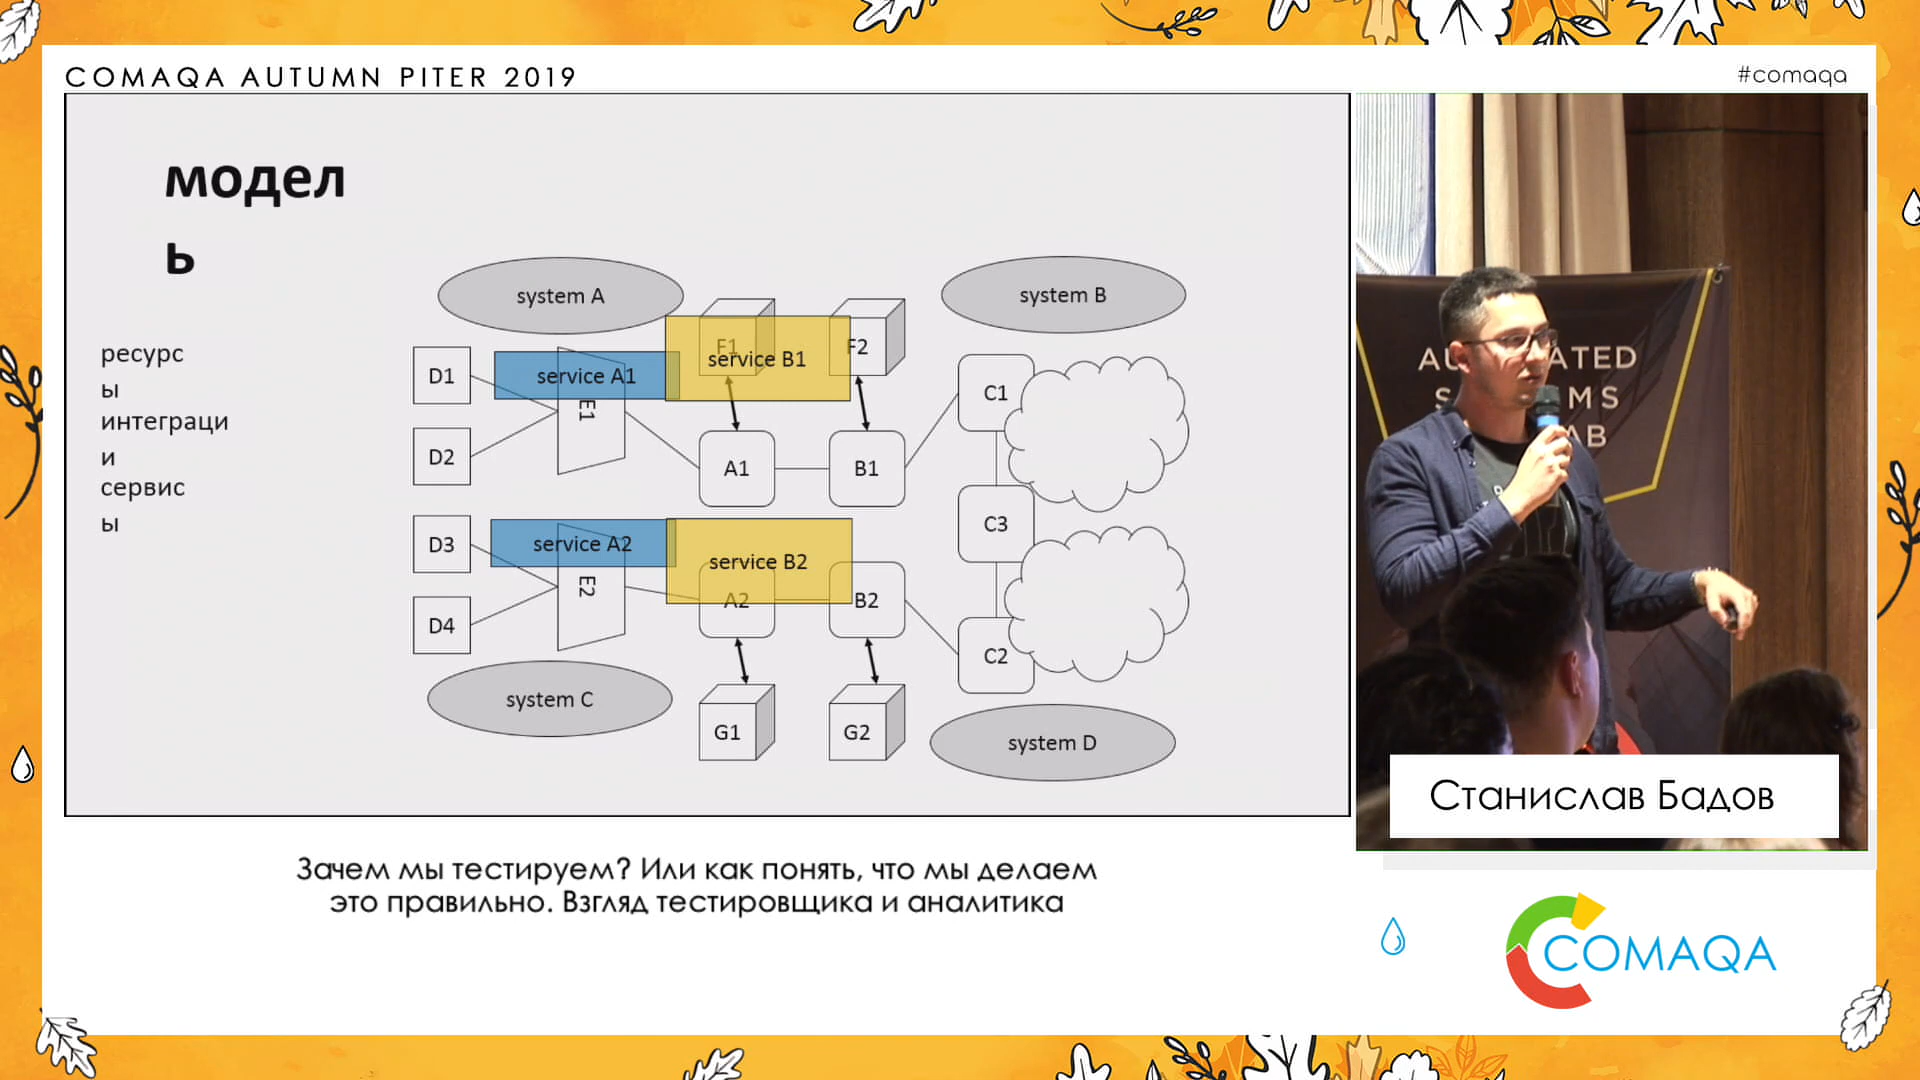 COMAQA AUTUMN PITER 2019
#comaqa
модел
ь
ресурс
ы
интеграци
и
сервис
ы
system A
system B
F1
F2
service B1
service A1
D1
E1
C1
D2
A1
B1
C3
D3
service A2
service B2
E2
A2
B2
D4
C2
system C
G1
G2
system D
Станислав Бадов
Зачем мы тестируем? Или как понять, что мы делаем
это правильно. Взгляд тестировщика и аналитика
COMAQA